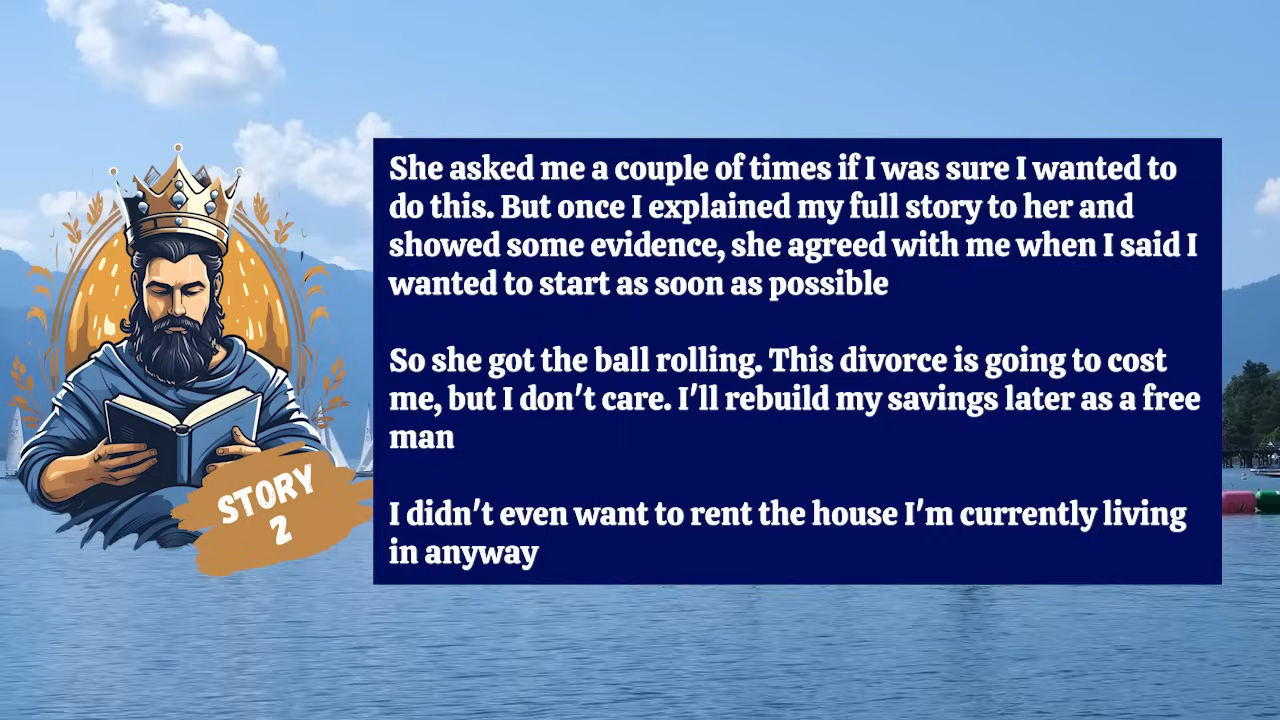 She asked me a couple of times if I was sure I wanted to
do this. But once I explained my full story to her and
showed some evidence, she agreed with me when I said I
wanted to start as soon as possible
So she got the ball rolling. This divorce is going to cost
me, but I don't care. I'll rebuild my savings later as a free
man
I didn't even want to rent the house I'm currently living
in anyway
STORY
2